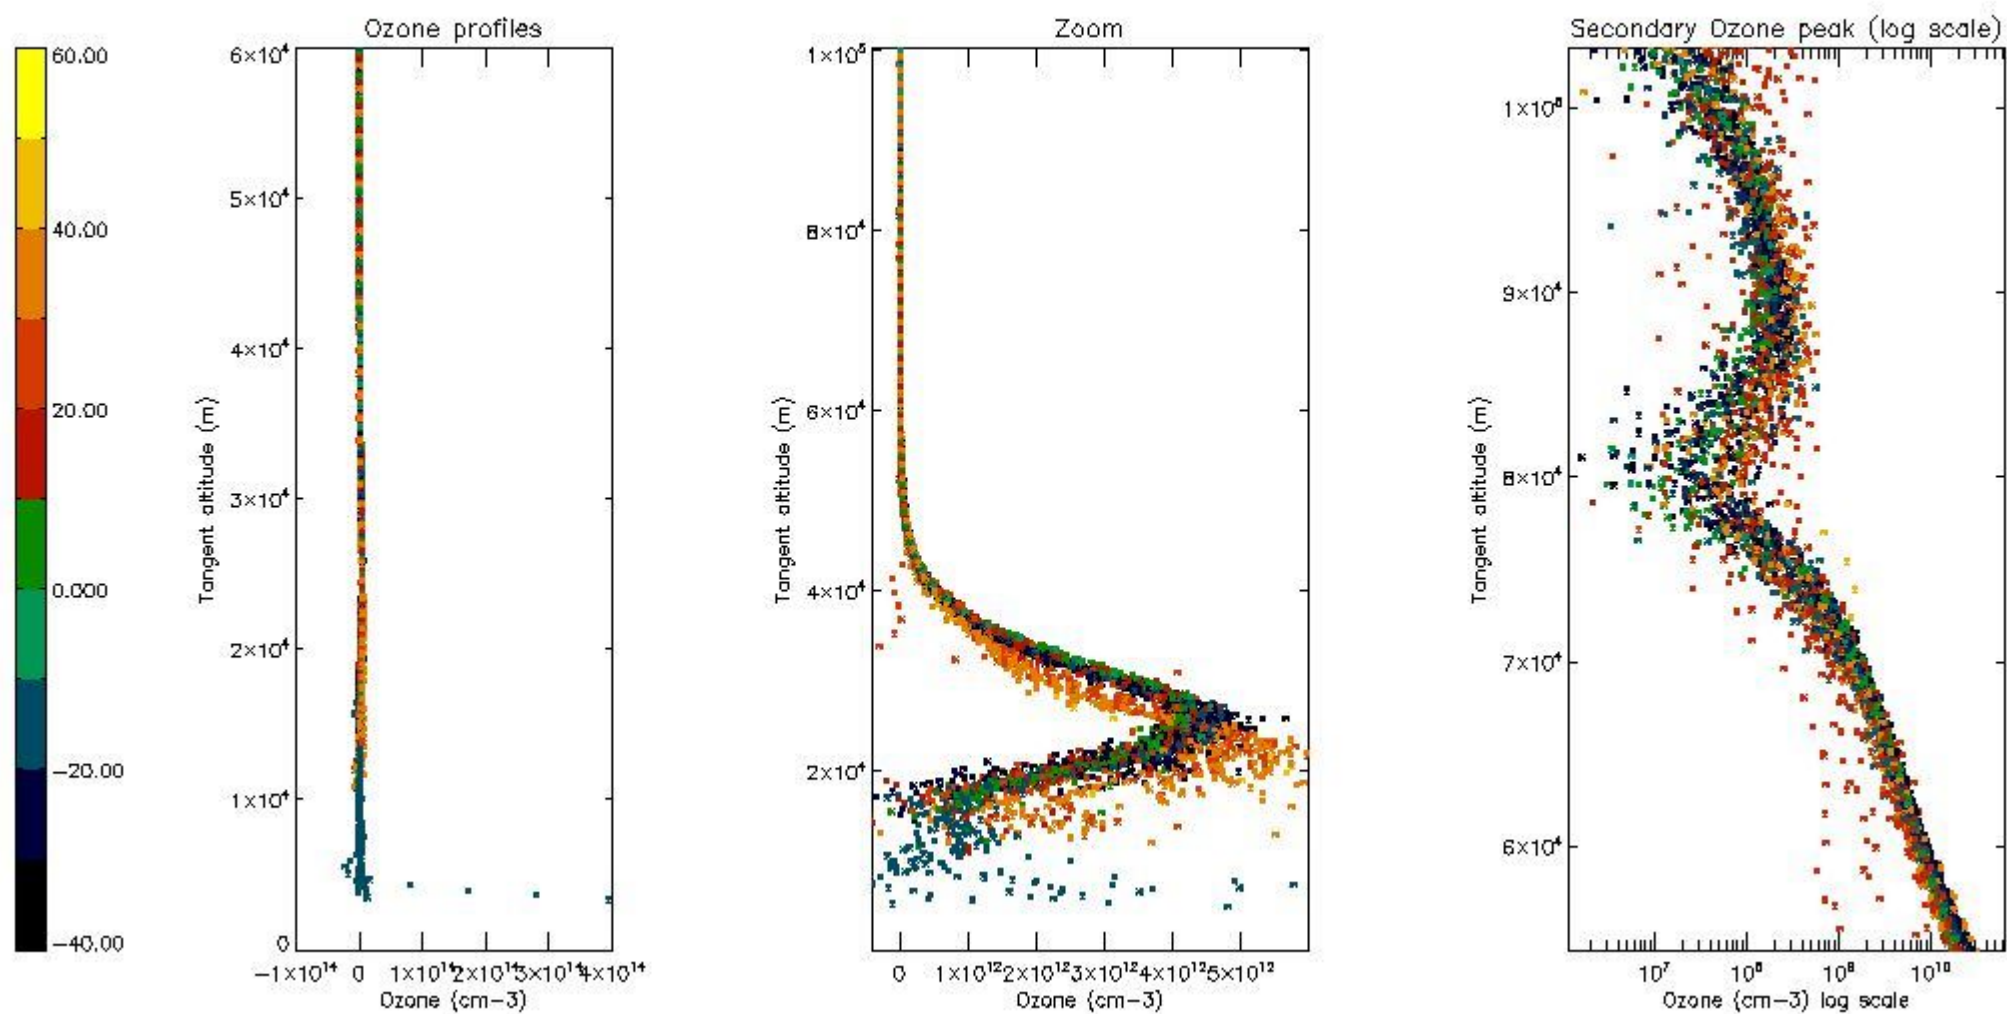 Ozone profiles
Zoom
Secondary Ozone peak (log scale)
60.00
40.00
20.00
0.000
-20.00
-40.00
6×10⁴
5×10⁴
4×10⁴
3×10⁴
2×10⁴
1×10⁴
0
Tangent altitude (m)
-1×10¹⁴ 0 1×10¹⁴ 2×10¹⁴ 3×10¹⁴ 4×10¹⁴
Ozone (cm-3)
1×10⁵
8×10⁴
6×10⁴
4×10⁴
2×10⁴
Tangent altitude (m)
0 1×10¹² 2×10¹² 3×10¹² 4×10¹² 5×10¹²
Ozone (cm-3)
1×10⁵
9×10⁴
8×10⁴
7×10⁴
6×10⁴
Tangent altitude (m)
10⁷ 10⁸ 10⁹ 10¹⁰
Ozone (cm-3) log scale